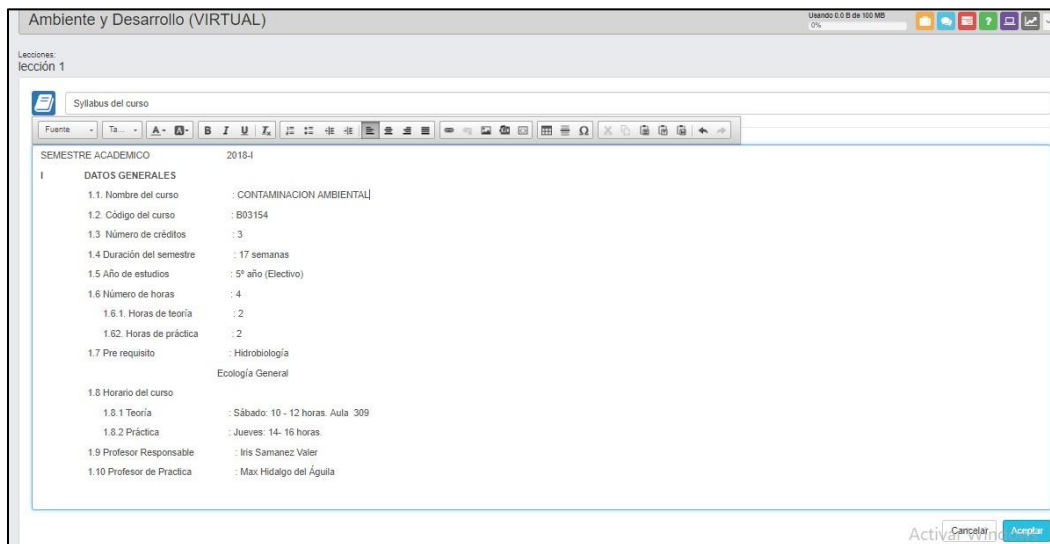 Ambiente y Desarrollo (VIRTUAL)
Usando 0.0 B de 100 MB
0%
Lecciones:
lección 1
Syllabus del curso
Fuente Ta...
SEMESTRE ACADEMICO 2018-I
I DATOS GENERALES
1.1. Nombre del curso : CONTAMINACION AMBIENTAL
1.2. Código del curso : B03154
1.3 Número de créditos : 3
1.4 Duración del semestre : 17 semanas
1.5 Año de estudios : 5º año (Electivo)
1.6 Número de horas : 4
1.6.1. Horas de teoría : 2
1.62. Horas de práctica : 2
1.7 Pre requisito : Hidrobiología
Ecología General
1.8 Horario del curso
1.8.1 Teoría : Sábado: 10 - 12 horas. Aula 309
1.8.2 Práctica : Jueves: 14- 16 horas.
1.9 Profesor Responsable : Iris Samanez Valer
1.10 Profesor de Practica : Max Hidalgo del Águila
Cancelar Aceptar